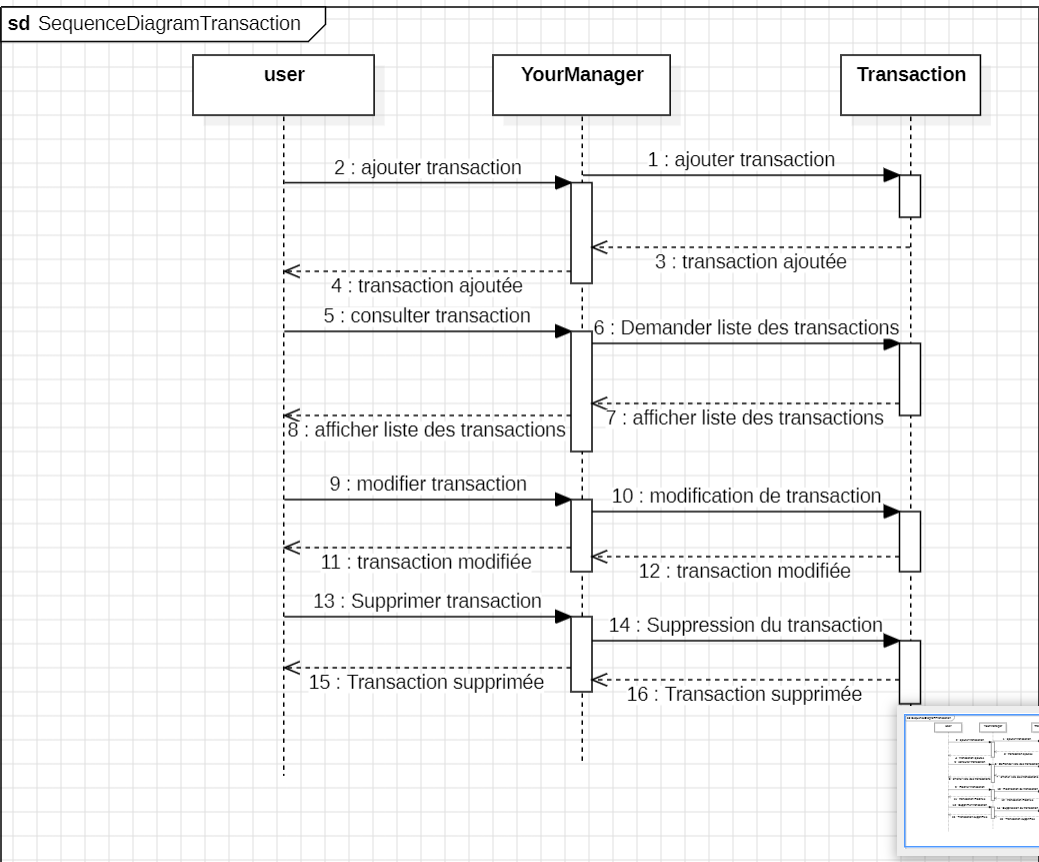 sd SequenceDiagramTransaction
user
YourManager
Transaction
1 : ajouter transaction
2 : ajouter transaction
3 : transaction ajoutée
4 : transaction ajoutée
5 : consulter transaction
6 : Demander liste des transactions
7 : afficher liste des transactions
8 : afficher liste des transactions
9 : modifier transaction
10 : modification de transaction
11 : transaction modifiée
12 : transaction modifiée
13 : Supprimer transaction
14 : Suppression du transaction
15 : Transaction supprimée
16 : Transaction supprimée